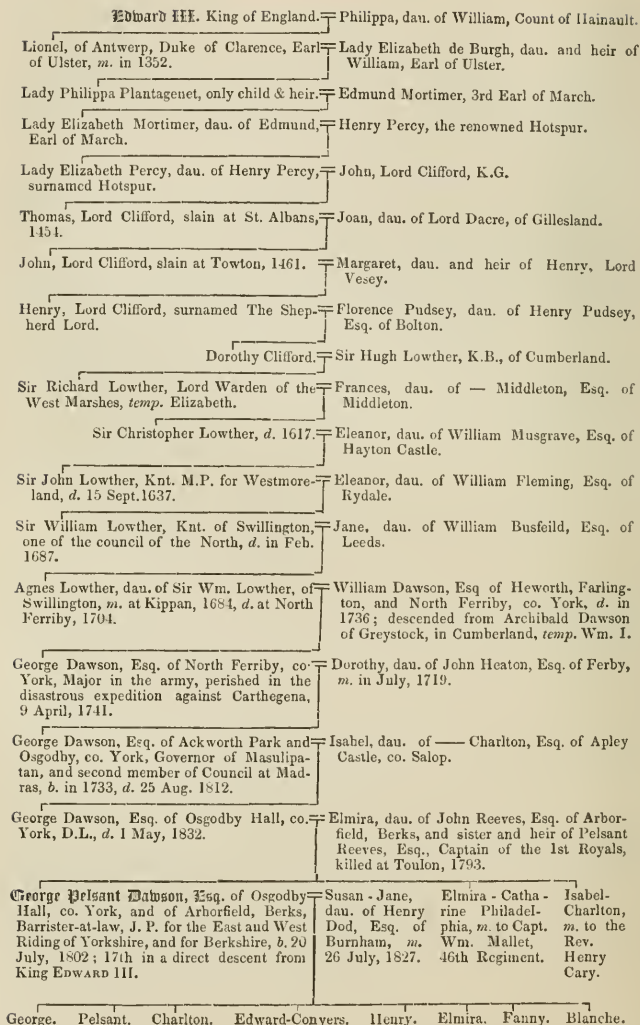 Edward III. King of England. Philippa, dau. of William, Count of Hainault.
Lionel, of Antwerp, Duke of Clarence, Earl
of Ulster, m. in 1352.
Lady Elizabeth de Burgh, dau. and heir of
William, Earl of Ulster.
Lady Philippa Plantagenet, only child & heir. Edmund Mortimer, 3rd Earl of March.
Lady Elizabeth Mortimer, dau. of Edmund,
Earl of March.
Henry Percy, the renowned Hotspur.
Lady Elizabeth Percy, dau. of Henry Percy,
surnamed Hotspur.
John, Lord Clifford, K.G.
Thomas, Lord Clifford, slain at St. Albans,
1454.
Joan, dau. of Lord Dacre, of Gillesland.
John, Lord Clifford, slain at Towton, 1461.
Margaret, dau. and heir of Henry, Lord
Vesey.
Henry, Lord Clifford, surnamed The Shep-
herd Lord.
Florence Pudsey, dau. of Henry Pudsey,
Esq. of Bolton.
Dorothy Clifford. Sir Hugh Lowther, K.B., of Cumberland.
Sir Richard Lowther, Lord Warden of the
West Marshes, temp. Elizabeth.
Frances, dau. of — Middleton, Esq. of
Middleton.
Sir Christopher Lowther, d. 1617.
Eleanor, dau. of William Musgrave, Esq. of
Hayton Castle.
Sir John Lowther, Knt. M.P. for Westmore-
land, d. 15 Sept. 1637.
Eleanor, dau. of William Fleming, Esq. of
Rydale.
Sir William Lowther, Knt. of Swillington,
one of the council of the North, d. in Feb.
1687.
Jane, dau. of William Busfeild, Esq. of
Leeds.
Agnes Lowther, dau. of Sir Wm. Lowther, of
Swillington, m. at Kippan, 1684, d. at North
Ferriby, 1704.
William Dawson, Esq of Heworth, Farling-
ton, and North Ferriby, co. York, d. in
1736; descended from Archibald Dawson
of Greystock, in Cumberland, temp. Wm. I.
George Dawson, Esq. of North Ferriby, co.
York, Major in the army, perished in the
disastrous expedition against Carthegena,
9 April, 1741.
Dorothy, dau. of John Heaton, Esq. of Ferby,
m. in July, 1719.
George Dawson, Esq. of Ackworth Park and
Osgodby, co. York, Governor of Masulipa-
tan, and second member of Council at Mad-
ras, b. in 1733, d. 25 Aug. 1812.
Isabel, dau. of —— Charlton, Esq. of Apley
Castle, co. Salop.
George Dawson, Esq. of Osgodby Hall, co.
York, D.L., d. 1 May, 1832.
Elmira, dau. of John Reeves, Esq. of Arbor-
field, Berks, and sister and heir of Pelsant
Reeves, Esq., Captain of the 1st Royals,
killed at Toulon, 1793.
George Pelsant Dawson, Esq. of Osgodby
Hall, co. York, and of Arborfield, Berks,
Barrister-at-law, J. P. for the East and West
Riding of Yorkshire, and for Berkshire, b. 20
July, 1802; 17th in a direct descent from
King EDWARD III.
Susan-Jane,
dau. of Henry
Dod, Esq. of
Burnham, m.
26 July, 1827.
Elmira-Catha-
rine Philadel-
phia, m. to Capt.
Wm. Mallet,
46th Regiment.
Isabel-
Charlton,
m. to the
Rev.
Henry
Cary.
George. Pelsant. Charlton. Edward-Conyers. Henry. Elmira. Fanny. Blanche.